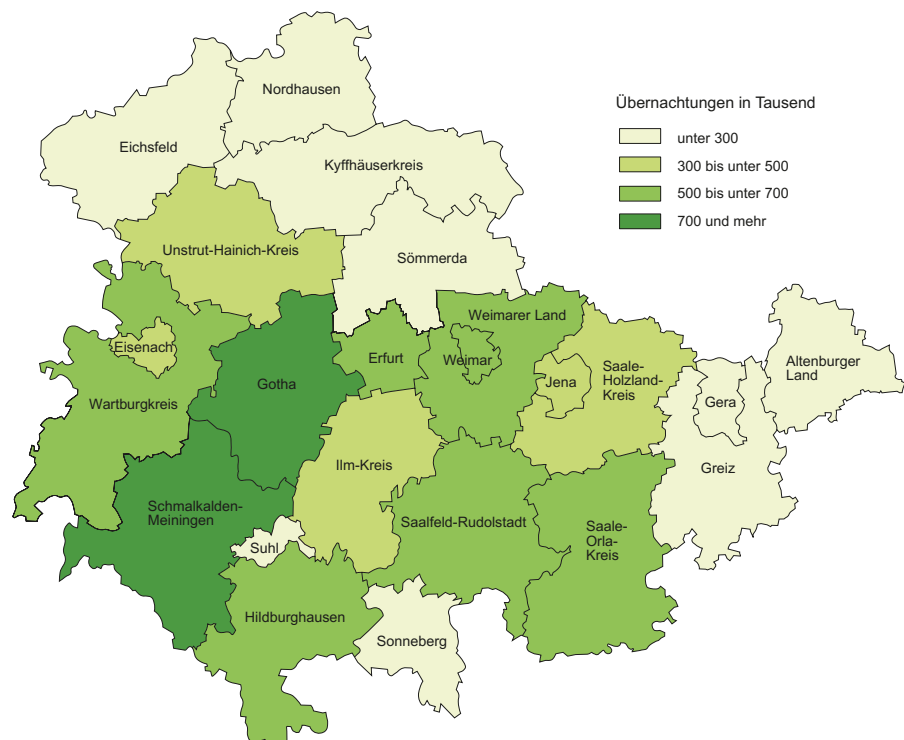 Nordhausen
Übernachtungen in Tausend
unter 300
Eichsfeld
Kyffhäuserkreis
300 bis unter 500
500 bis unter 700
700 und mehr
Unstrut-Hainich-Kreis
Sömmerda
Weimarer Land
Eisenach
Erfurt
Weimar
Altenburger
Land
Saale-
Holzland-
Kreis
Gotha
Jena
Wartburgkreis
Gera
Ilm-Kreis
Greiz
Schmalkalden-
Meiningen
Saalfeld-Rudolstadt
Saale-
Orla-
Kreis
Suhl
Hildburghausen
Sonneberg